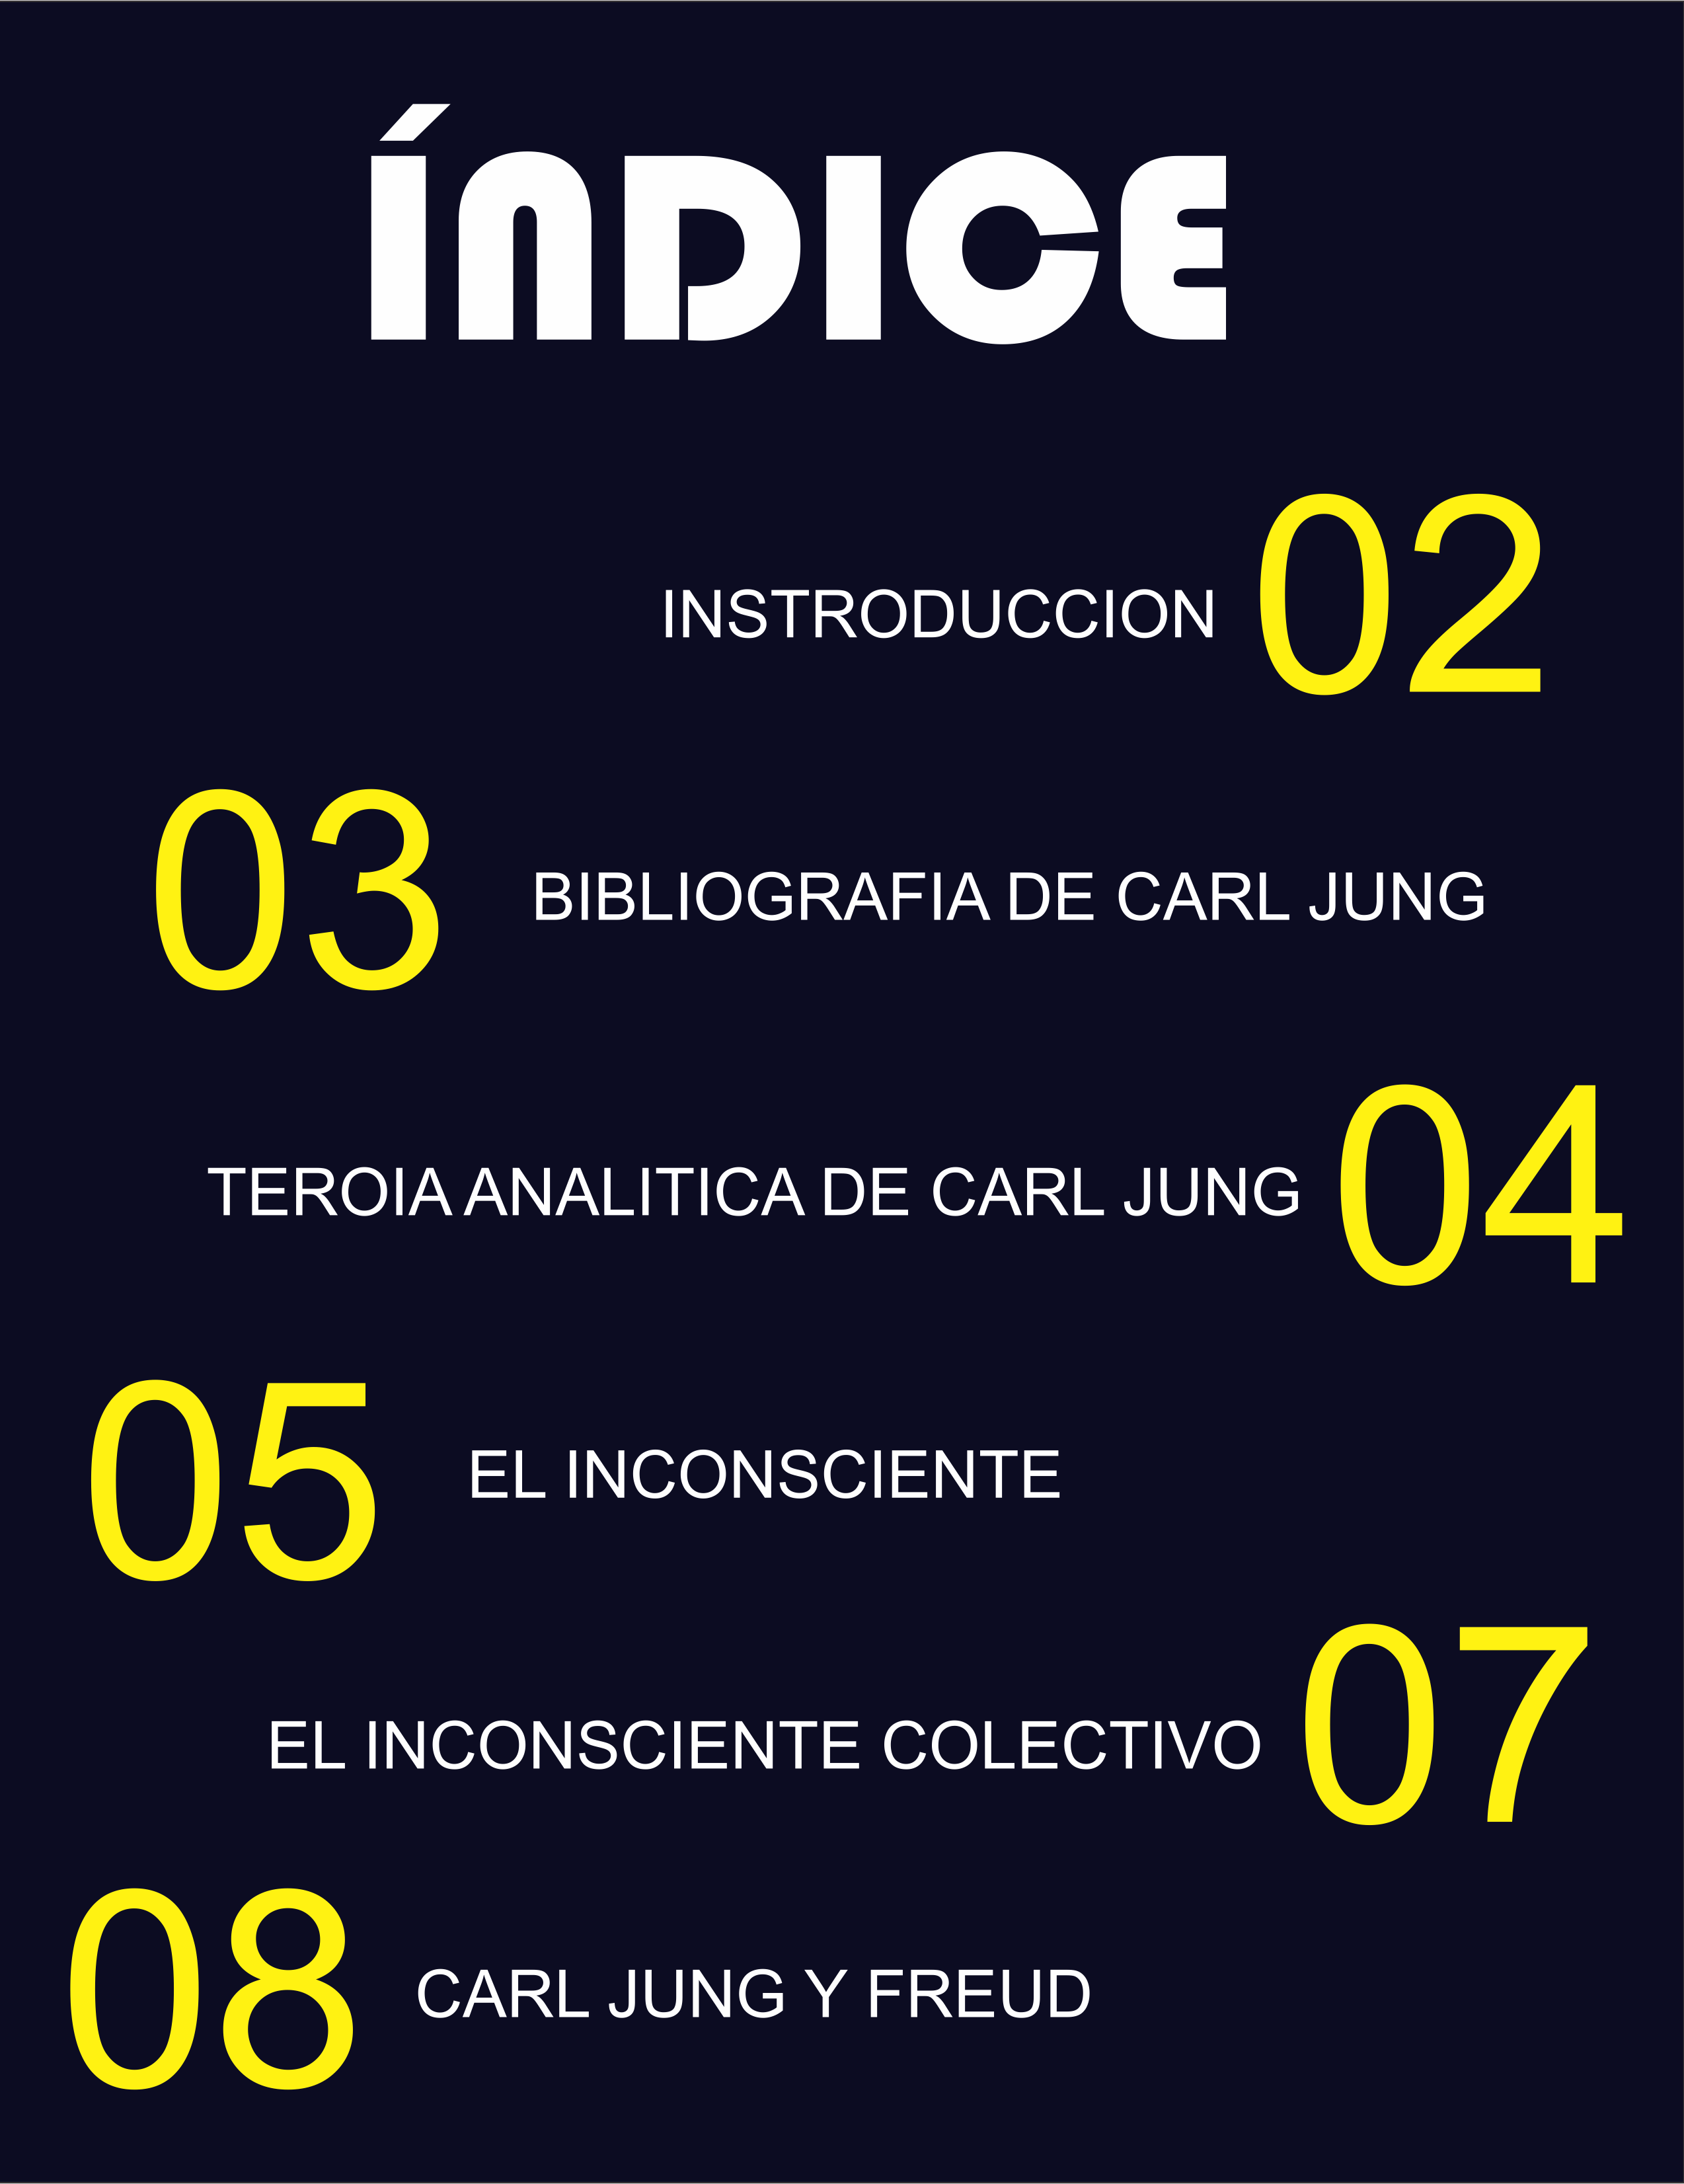 ÍNDICE
INSTRODUCCION 02
03 BIBLIOGRAFIA DE CARL JUNG
TEROIA ANALITICA DE CARL JUNG 04
05 EL INCONSCIENTE
EL INCONSCIENTE COLECTIVO 07
08 CARL JUNG Y FREUD